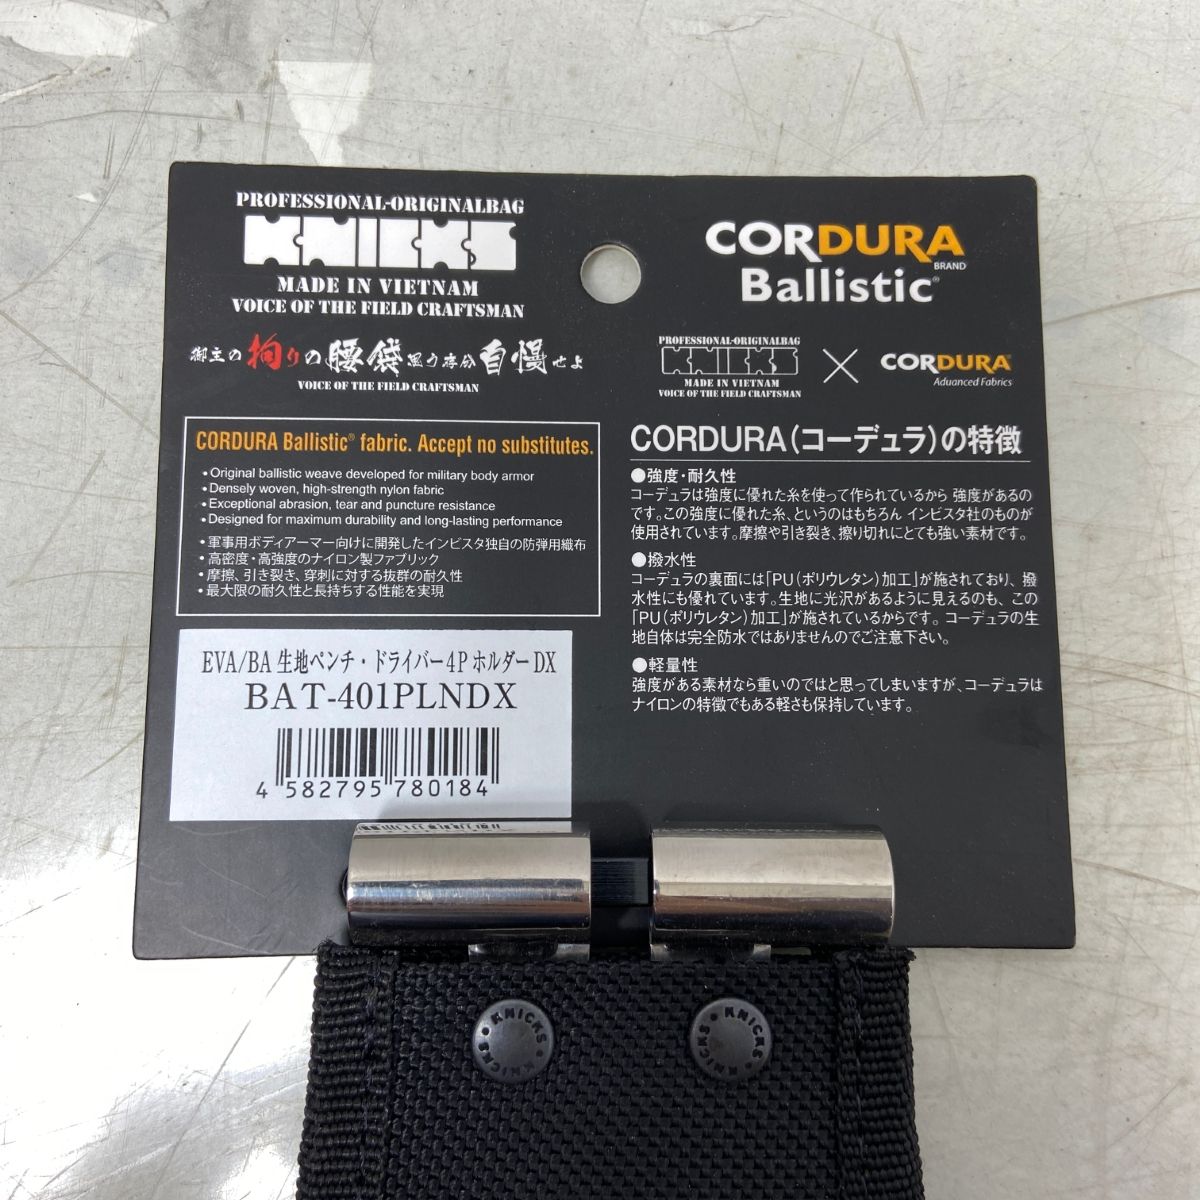 PROFESSIONAL-ORIGINALBAG
KNICKS
MADE IN VIETNAM
VOICE OF THE FIELD CRAFTSMAN
御主の拘りの腰袋思う存分自慢せよ
VOICE OF THE FIELD CRAFTSMAN
CORDURA Ballistic® fabric. Accept no substitutes.
• Original ballistic weave developed for military body armor
• Densely woven, high-strength nylon fabric
• Exceptional abrasion, tear and puncture resistance
• Designed for maximum durability and long-lasting performance
・軍事用ボディアーマー向けに開発したインビスタ独自の防弾用織布
・高密度・高強度のナイロン製ファブリック
・摩擦、引き裂き、穿刺に対する抜群の耐久性
・最大限の耐久性と長持ちする性能を実現
EVA/BA 生地ペンチ・ドライバー4P ホルダー DX
BAT-401PLNDX
4 582795 780184
CORDURA
BRAND
Ballistic®
PROFESSIONAL-ORIGINALBAG
KNICKS
MADE IN VIETNAM
VOICE OF THE FIELD CRAFTSMAN
×
CORDURA®
Advanced Fabrics
CORDURA(コーデュラ)の特徴
●強度・耐久性
コーデュラは強度に優れた糸を使って作られているから 強度があるの
です。この強度に優れた糸、というのはもちろん インビスタ社のものが
使用されています。摩擦や引き裂き、擦り切れにとても強い素材です。
●撥水性
コーデュラの裏面には「PU(ポリウレタン)加工」が施されており、撥
水性にも優れています。生地に光沢があるように見えるのも、この
「PU(ポリウレタン)加工」が施されているからです。コーデュラの生
地自体は完全防水ではありませんのでご注意下さい。
●軽量性
強度がある素材なら重いのではと思ってしまいますが、コーデュラは
ナイロンの特徴でもある軽さも保持しています。
KNICKS • KNICKS •
KNICKS • KNICKS •